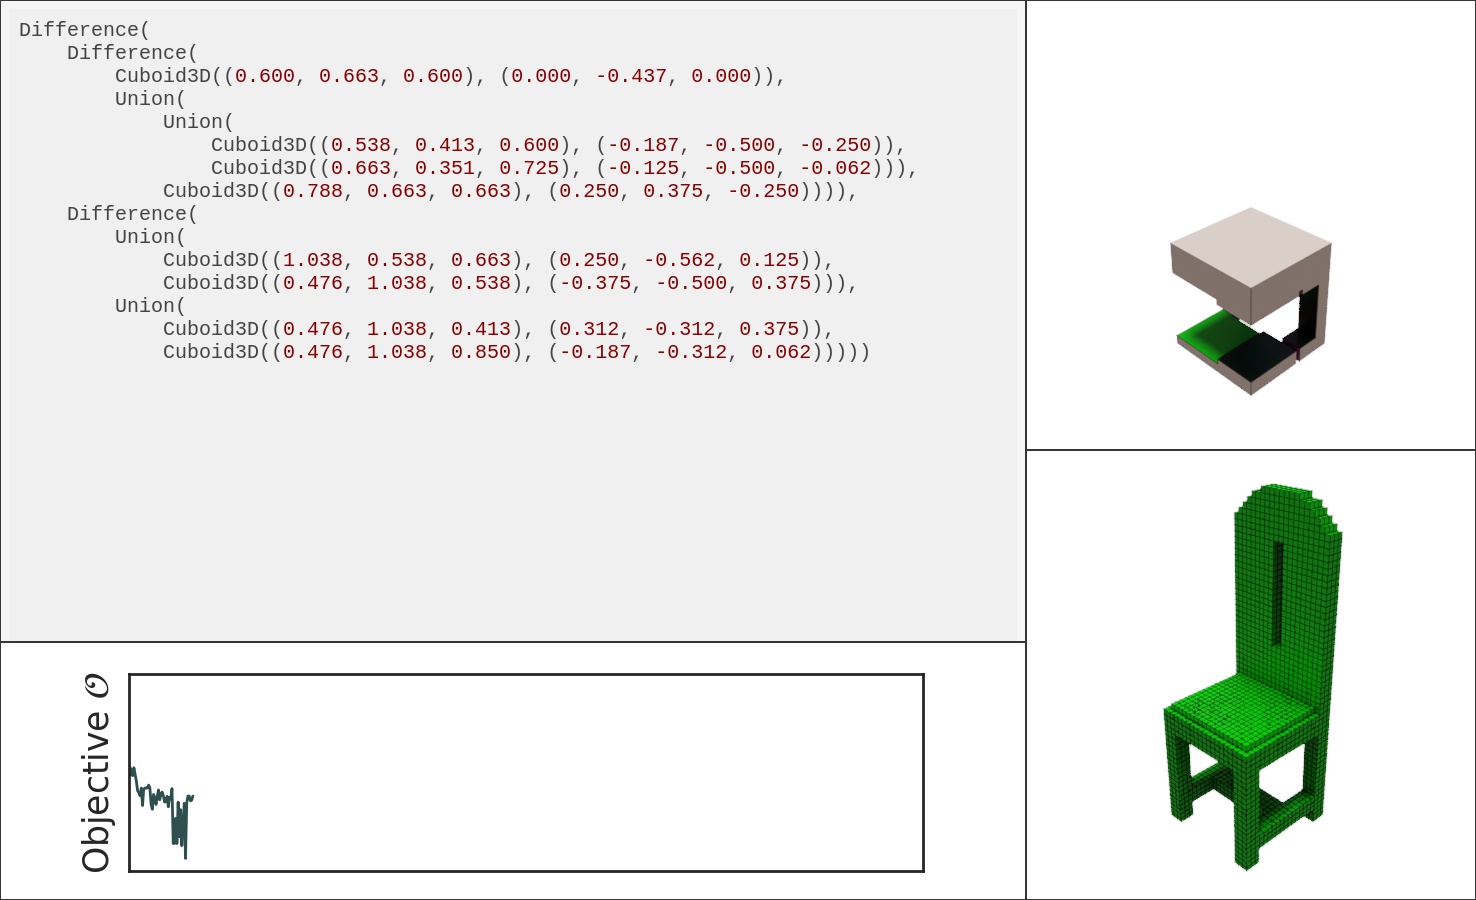 Difference(
    Difference(
        Cuboid3D((0.600, 0.663, 0.600), (0.000, -0.437, 0.000)),
        Union(
            Union(
                Cuboid3D((0.538, 0.413, 0.600), (-0.187, -0.500, -0.250)),
                Cuboid3D((0.663, 0.351, 0.725), (-0.125, -0.500, -0.062))),
            Cuboid3D((0.788, 0.663, 0.663), (0.250, 0.375, -0.250)))),
    Difference(
        Union(
            Cuboid3D((1.038, 0.538, 0.663), (0.250, -0.562, 0.125)),
            Cuboid3D((0.476, 1.038, 0.538), (-0.375, -0.500, 0.375))),
        Union(
            Cuboid3D((0.476, 1.038, 0.413), (0.312, -0.312, 0.375)),
            Cuboid3D((0.476, 1.038, 0.850), (-0.187, -0.312, 0.062)))))
Objective 𝒪